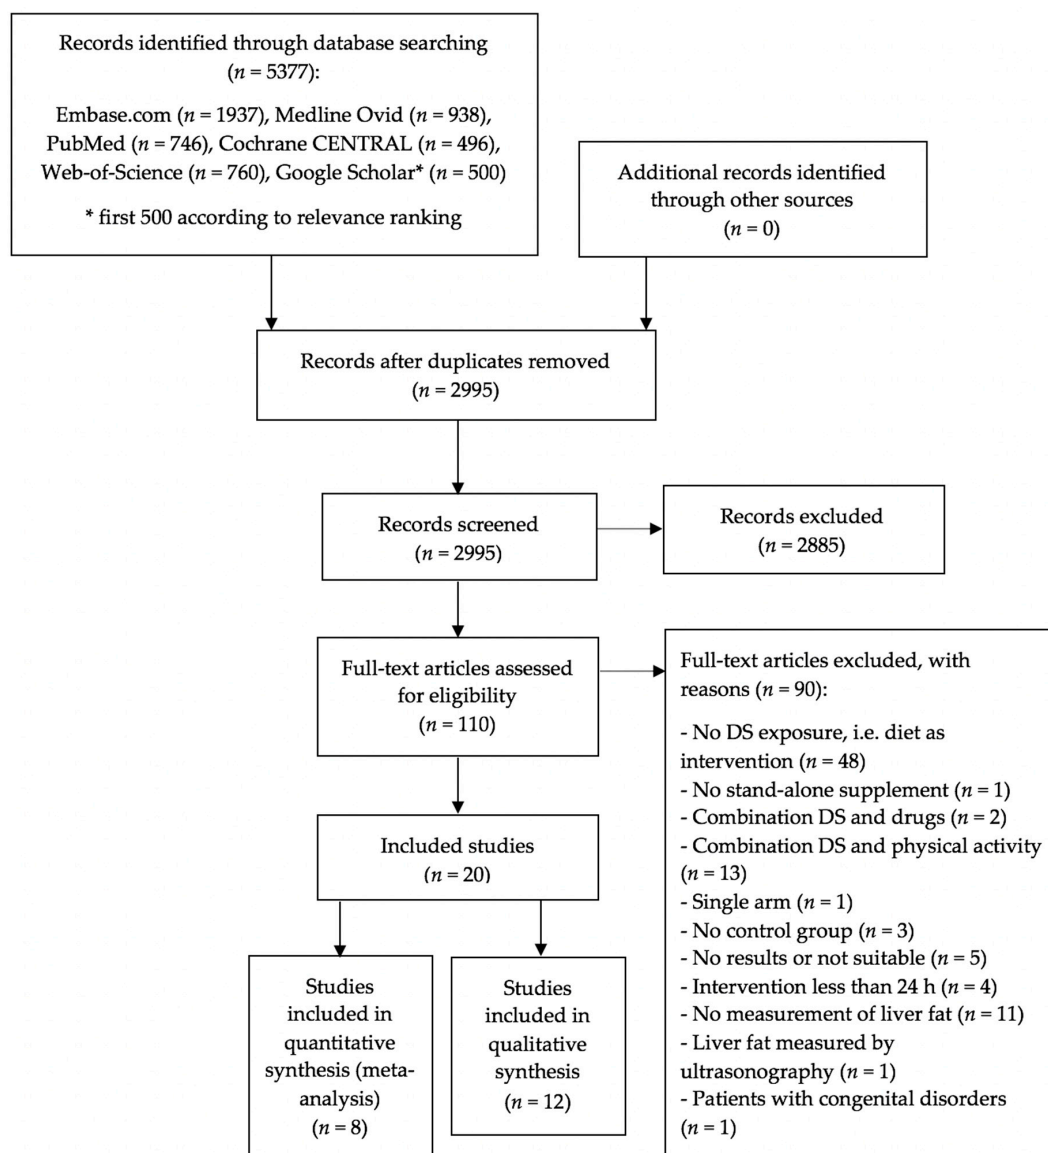 Records identified through database searching
(n = 5377):
Embase.com (n = 1937), Medline Ovid (n = 938),
PubMed (n = 746), Cochrane CENTRAL (n = 496),
Web-of-Science (n = 760), Google Scholar* (n = 500)
* first 500 according to relevance ranking
Additional records identified
through other sources
(n = 0)
Records after duplicates removed
(n = 2995)
Records screened
(n = 2995)
Records excluded
(n = 2885)
Full-text articles assessed
for eligibility
(n = 110)
Full-text articles excluded, with
reasons (n = 90):
- No DS exposure, i.e. diet as
intervention (n = 48)
- No stand-alone supplement (n = 1)
- Combination DS and drugs (n = 2)
- Combination DS and physical activity
(n = 13)
- Single arm (n = 1)
- No control group (n = 3)
- No results or not suitable (n = 5)
- Intervention less than 24 h (n = 4)
- No measurement of liver fat (n = 11)
- Liver fat measured by
ultrasonography (n = 1)
- Patients with congenital disorders
(n = 1)
Included studies
(n = 20)
Studies
included in
quantitative
synthesis (meta-
analysis)
(n = 8)
Studies
included in
qualitative
synthesis
(n = 12)